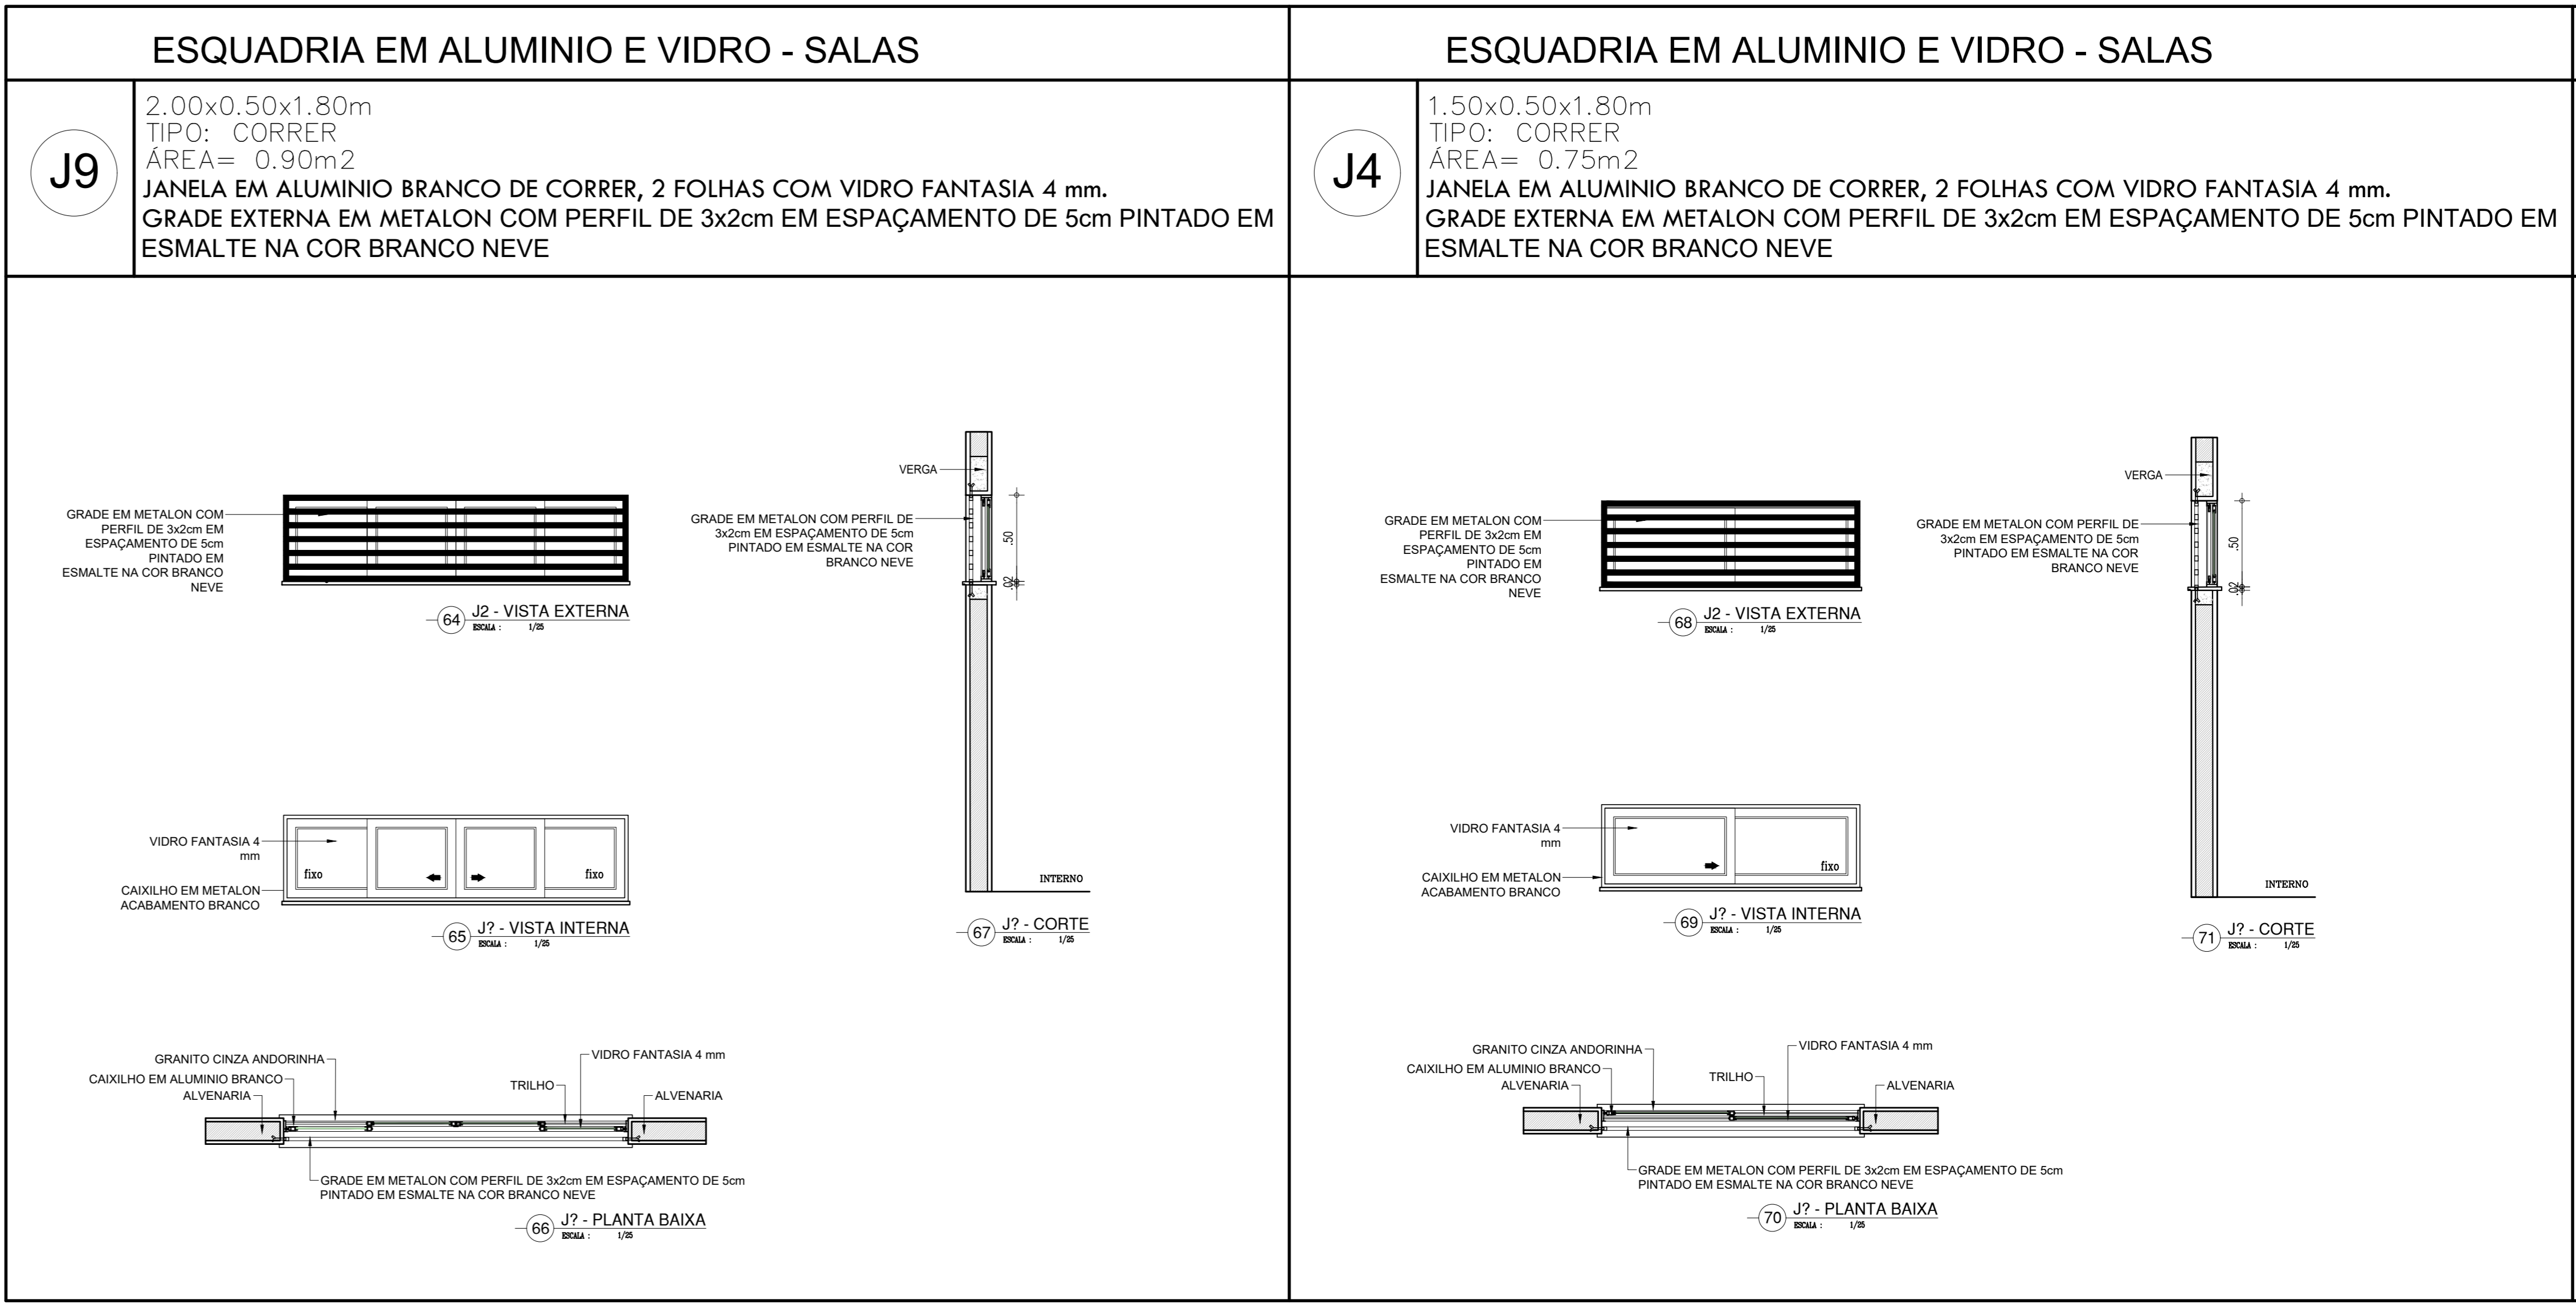 ESQUADRIA EM ALUMINIO E VIDRO - SALAS
J9
2.00x0.50x1.80m
TIPO: CORRER
ÁREA= 0.90m2
JANELA EM ALUMINIO BRANCO DE CORRER, 2 FOLHAS COM VIDRO FANTASIA 4 mm.
GRADE EXTERNA EM METALON COM PERFIL DE 3x2cm EM ESPAÇAMENTO DE 5cm PINTADO EM
ESMALTE NA COR BRANCO NEVE
GRADE EM METALON COM
PERFIL DE 3x2cm EM
ESPAÇAMENTO DE 5cm
PINTADO EM
ESMALTE NA COR BRANCO
NEVE
64
J2 - VISTA EXTERNA
ESCALA : 1/25
VERGA
GRADE EM METALON COM PERFIL DE
3x2cm EM ESPAÇAMENTO DE 5cm
PINTADO EM ESMALTE NA COR
BRANCO NEVE
.50
.02
INTERNO
67
J? - CORTE
ESCALA : 1/25
VIDRO FANTASIA 4
mm
CAIXILHO EM METALON
ACABAMENTO BRANCO
fixo
fixo
65
J? - VISTA INTERNA
ESCALA : 1/25
GRANITO CINZA ANDORINHA
CAIXILHO EM ALUMINIO BRANCO
ALVENARIA
TRILHO
VIDRO FANTASIA 4 mm
ALVENARIA
GRADE EM METALON COM PERFIL DE 3x2cm EM ESPAÇAMENTO DE 5cm
PINTADO EM ESMALTE NA COR BRANCO NEVE
66
J? - PLANTA BAIXA
ESCALA : 1/25
ESQUADRIA EM ALUMINIO E VIDRO - SALAS
J4
1.50x0.50x1.80m
TIPO: CORRER
ÁREA= 0.75m2
JANELA EM ALUMINIO BRANCO DE CORRER, 2 FOLHAS COM VIDRO FANTASIA 4 mm.
GRADE EXTERNA EM METALON COM PERFIL DE 3x2cm EM ESPAÇAMENTO DE 5cm PINTADO EM
ESMALTE NA COR BRANCO NEVE
GRADE EM METALON COM
PERFIL DE 3x2cm EM
ESPAÇAMENTO DE 5cm
PINTADO EM
ESMALTE NA COR BRANCO
NEVE
68
J2 - VISTA EXTERNA
ESCALA : 1/25
VERGA
GRADE EM METALON COM PERFIL DE
3x2cm EM ESPAÇAMENTO DE 5cm
PINTADO EM ESMALTE NA COR
BRANCO NEVE
.50
.02
INTERNO
71
J? - CORTE
ESCALA : 1/25
VIDRO FANTASIA 4
mm
CAIXILHO EM METALON
ACABAMENTO BRANCO
fixo
69
J? - VISTA INTERNA
ESCALA : 1/25
GRANITO CINZA ANDORINHA
CAIXILHO EM ALUMINIO BRANCO
ALVENARIA
TRILHO
VIDRO FANTASIA 4 mm
ALVENARIA
GRADE EM METALON COM PERFIL DE 3x2cm EM ESPAÇAMENTO DE 5cm
PINTADO EM ESMALTE NA COR BRANCO NEVE
70
J? - PLANTA BAIXA
ESCALA : 1/25